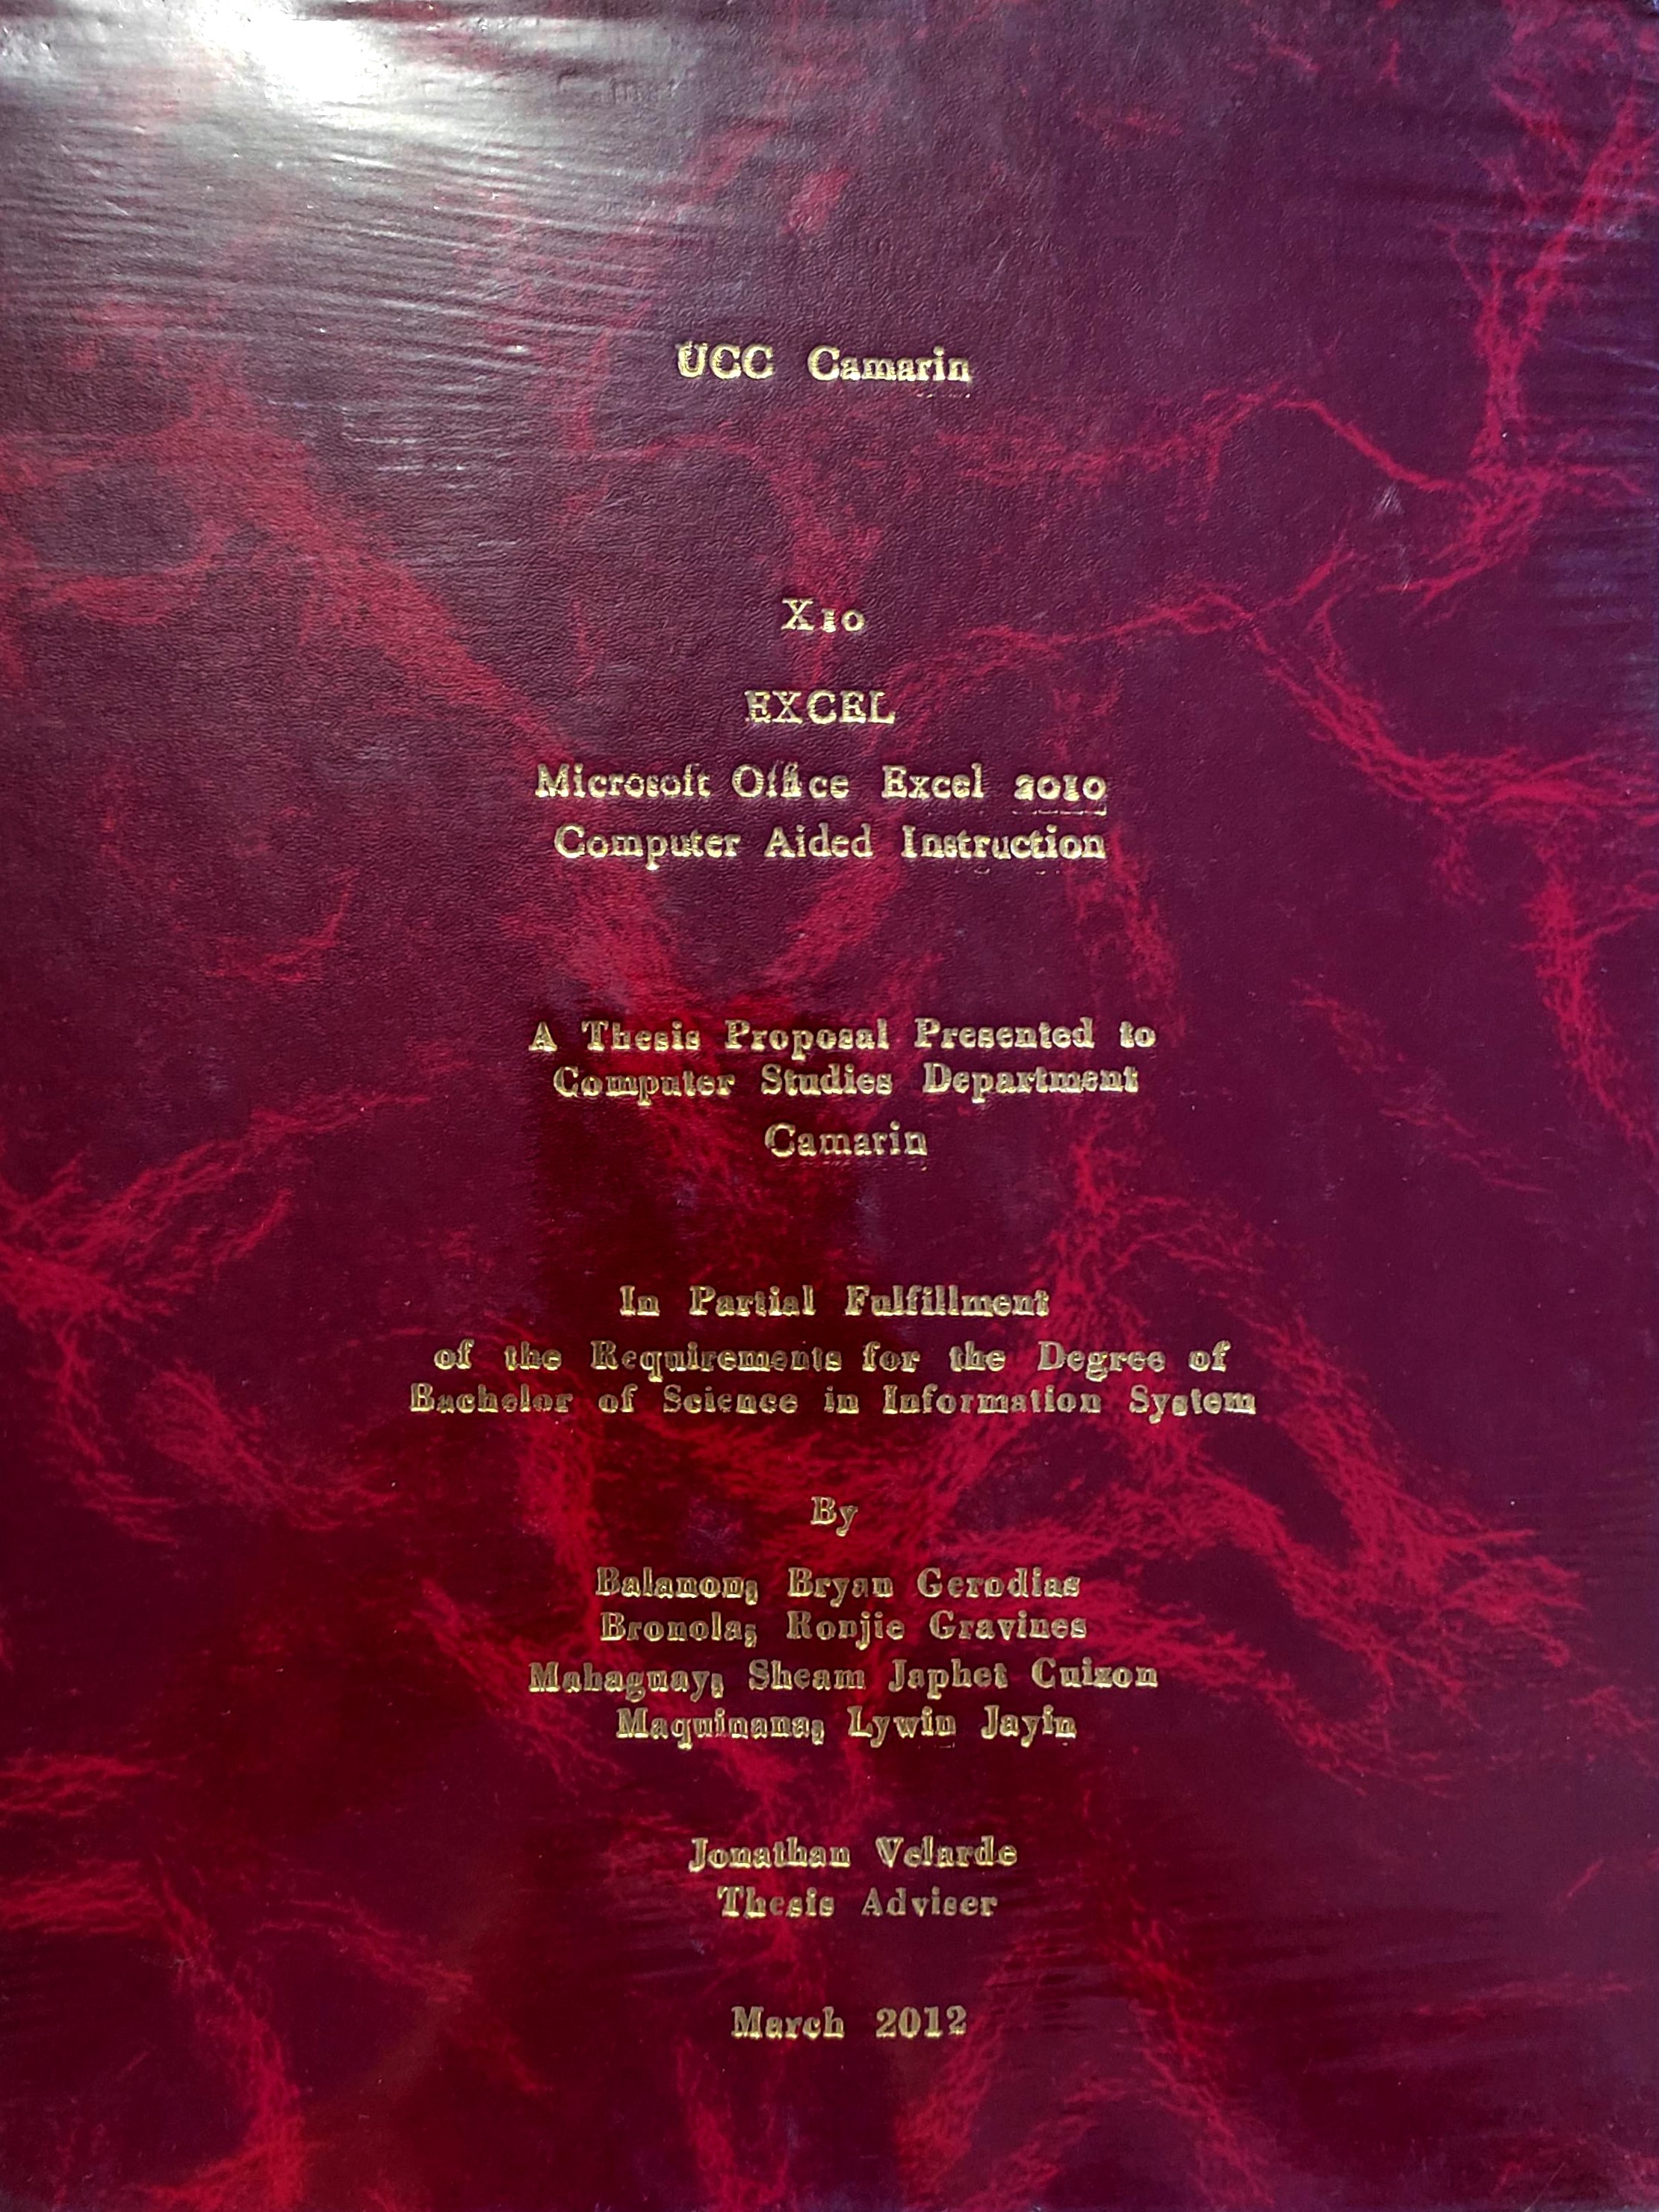 UCC Camarin
X10
EXCEL
Microsoft Office Excel 2010
Computer Aided Instruction
A Thesis Proposal Presented to
Computer Studies Department
Camarin
In Partial Fulfillment
of the Requirements for the Degree of
Bachelor of Science in Information System
By
Balanon, Bryan Gerodias
Bronola, Ronjie Gravines
Mahaguay, Sheam Japhet Cuizon
Maquinana, Lywin Jayin
Jonathan Velarde
Thesis Adviser
March 2012